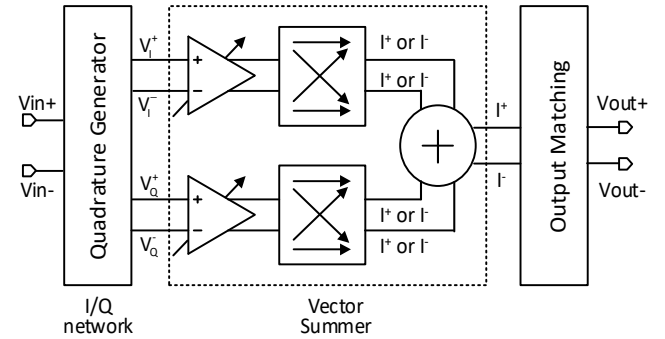 Vin+
Vin-
Quadrature Generator
I/Q
network
V_I^+
V_I^-
V_Q^+
V_Q^-
+
−
+
−
I⁺ or I⁻
I⁺ or I⁻
I⁺ or I⁻
I⁺ or I⁻
+
Vector
Summer
I⁺
I⁻
Output Matching
Vout+
Vout-